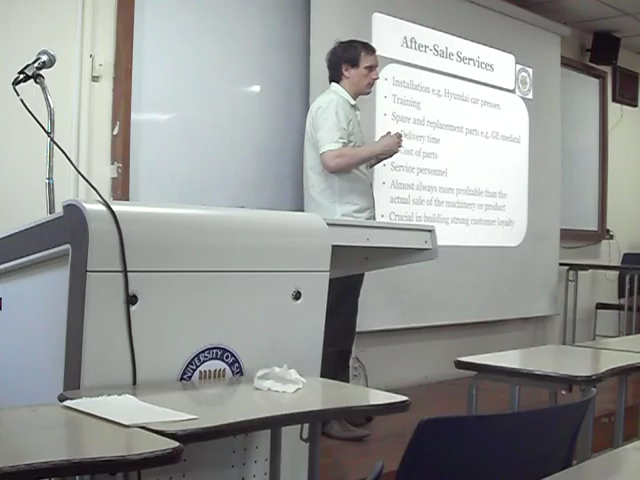 After-Sale Services
• Installation e.g. Hyundai car presses.
• Training
• Spare and replacement parts e.g. GE medical
Delivery time
Cost of parts
• Service personnel
• Almost always more profitable than the
actual sale of the machinery or product
• Crucial in building strong customer loyalty
UNIVERSITY OF